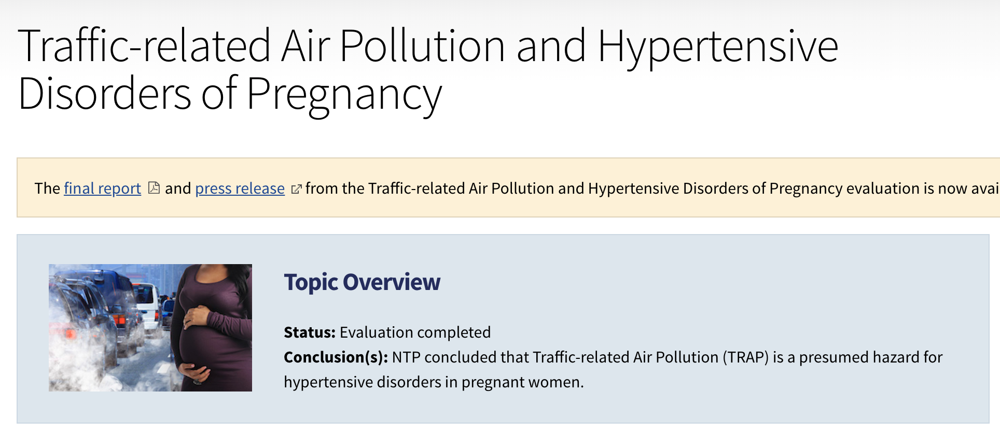 Traffic-related Air Pollution and Hypertensive
Disorders of Pregnancy
The final report and press release from the Traffic-related Air Pollution and Hypertensive Disorders of Pregnancy evaluation is now avai
Topic Overview
Status: Evaluation completed
Conclusion(s): NTP concluded that Traffic-related Air Pollution (TRAP) is a presumed hazard for
hypertensive disorders in pregnant women.